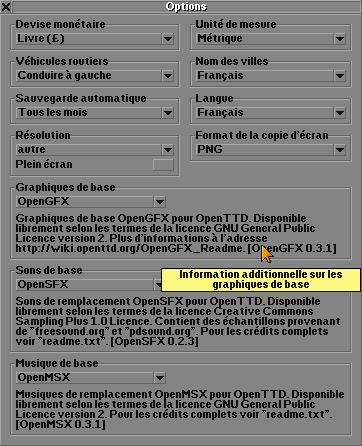 Options
Devise monétaire
Livre (£)
Unité de mesure
Métrique
Véhicules routiers
Conduire à gauche
Nom des villes
Français
Sauvegarde automatique
Tous les mois
Langue
Français
Résolution
autre
Plein écran
Format de la copie d'écran
PNG
Graphiques de base
OpenGFX
Graphiques de base OpenGFX pour OpenTTD. Disponible
librement selon les termes de la licence GNU General Public
Licence version 2. Plus d'informations à l'adresse
http://wiki.openttd.org/OpenGFX_Readme. [OpenGFX 0.3.1]
Information additionnelle sur les
graphiques de base
Sons de base
OpenSFX
Sons de remplacement OpenSFX pour OpenTTD. Disponible
librement selon les termes de la licence Creative Commons
Sampling Plus 1.0 Licence. Contient des échantillons provenant
de "freesound.org" et "pdsound.org". Pour les crédits complets
voir "readme.txt". [OpenSFX 0.2.3]
Musique de base
OpenMSX
Musiques de remplacement OpenMSX pour OpenTTD. Disponible
librement selon les termes de la licence GNU General Public
Licence version 2. Pour les crédits complets voir "readme.txt".
[OpenMSX 0.3.1]